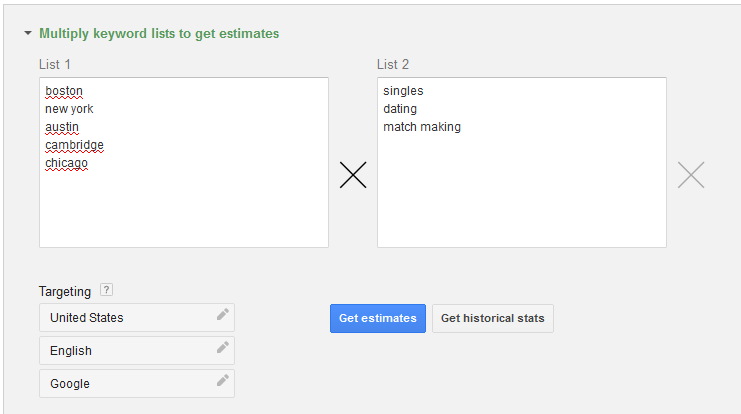 Multiply keyword lists to get estimates
List 1
boston
new york
austin
cambridge
chicago
List 2
singles
dating
match making
Targeting ?
United States
English
Google
Get estimates
Get historical stats